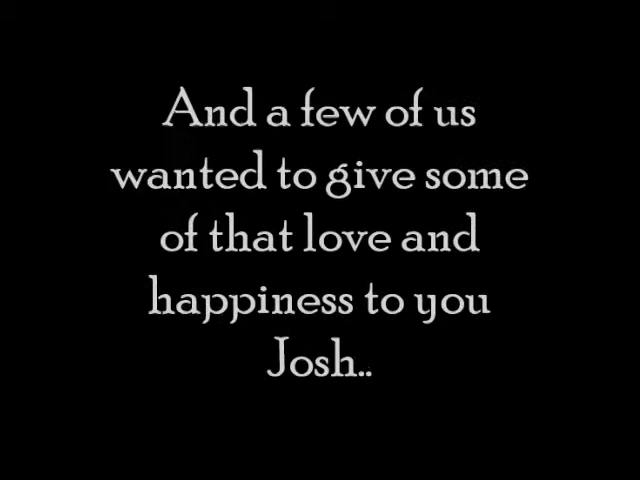 And a few of us
wanted to give some
of that love and
happiness to you
Josh..